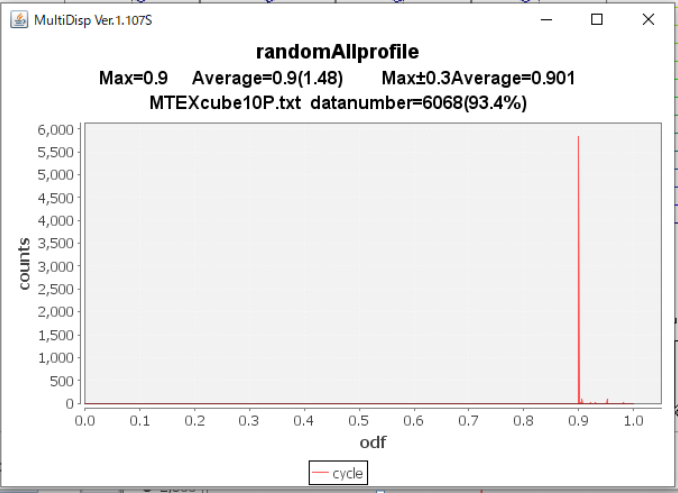 MultiDisp Ver.1.107S
randomAllprofile
Max=0.9 Average=0.9(1.48) Max±0.3Average=0.901
MTEXcube10P.txt datanumber=6068(93.4%)
6,000
5,500
5,000
4,500
4,000
3,500
3,000
2,500
2,000
1,500
1,000
500
0
counts
0.0 0.1 0.2 0.3 0.4 0.5 0.6 0.7 0.8 0.9 1.0
odf
cycle